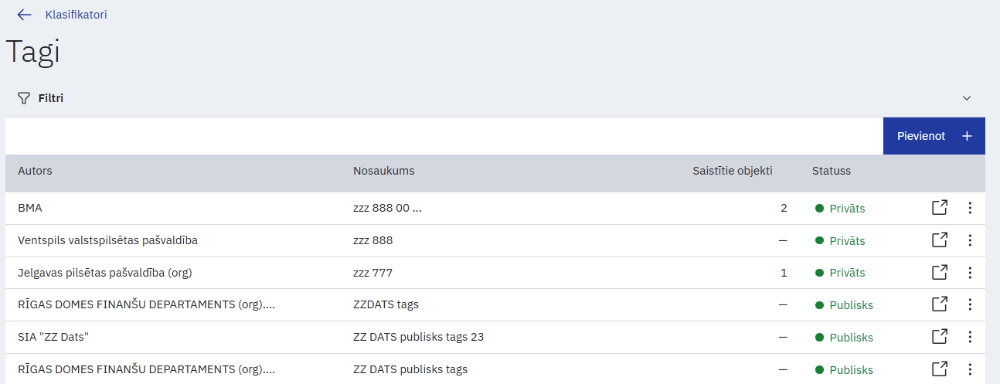 Klasifikatori
Tagi
Filtri
Pievienot
Autors Nosaukums Saistītie objekti Statuss
BMA zzz 888 00 ... 2 Privāts
Ventspils valstspilsētas pašvaldība zzz 888 — Privāts
Jelgavas pilsētas pašvaldība (org) zzz 777 1 Privāts
RĪGAS DOMES FINANŠU DEPARTAMENTS (org).... ZZDATS tags — Publisks
SIA "ZZ Dats" ZZ DATS publisks tags 23 — Publisks
RĪGAS DOMES FINANŠU DEPARTAMENTS (org).... ZZ DATS publisks tags — Publisks